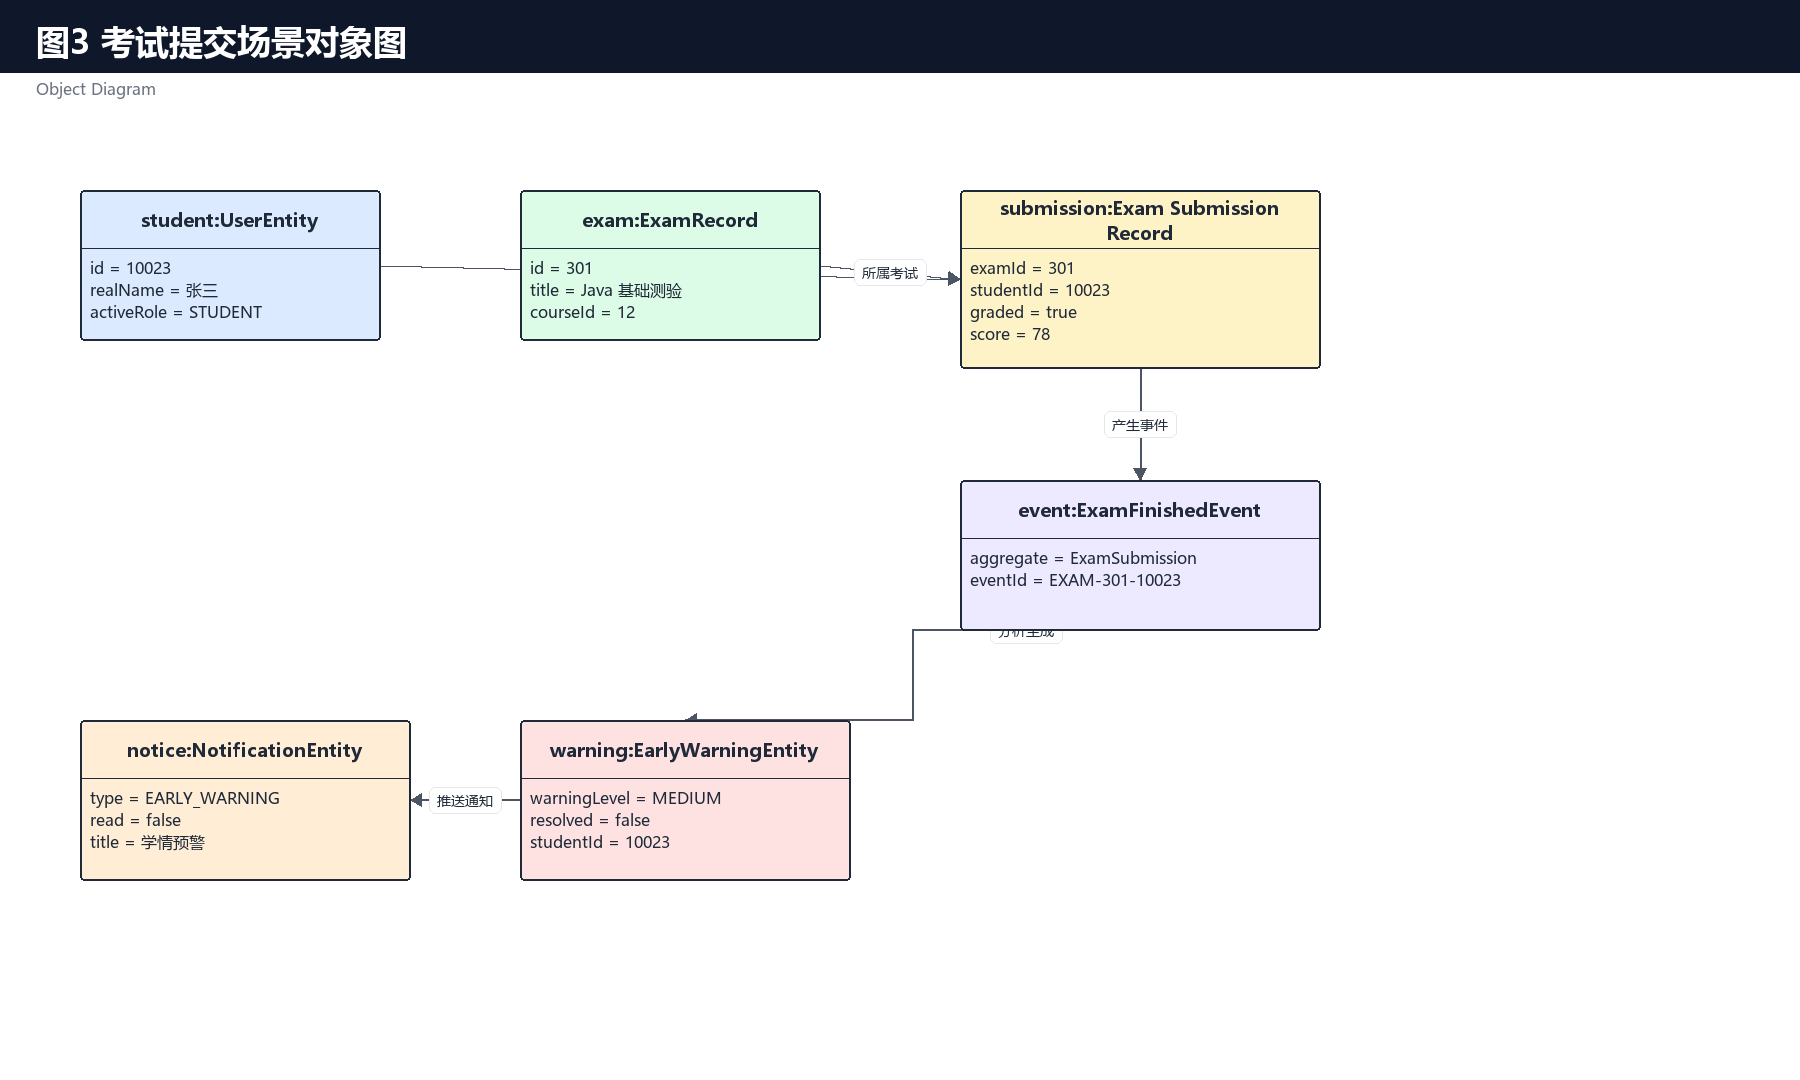 图3 考试提交场景对象图
Object Diagram
student:UserEntity
id = 10023
realName = 张三
activeRole = STUDENT
exam:ExamRecord
id = 301
title = Java 基础测验
courseId = 12
所属考试
submission:Exam Submission
Record
examId = 301
studentId = 10023
graded = true
score = 78
产生事件
event:ExamFinishedEvent
aggregate = ExamSubmission
eventId = EXAM-301-10023
分析生成
notice:NotificationEntity
type = EARLY_WARNING
read = false
title = 学情预警
推送通知
warning:EarlyWarningEntity
warningLevel = MEDIUM
resolved = false
studentId = 10023